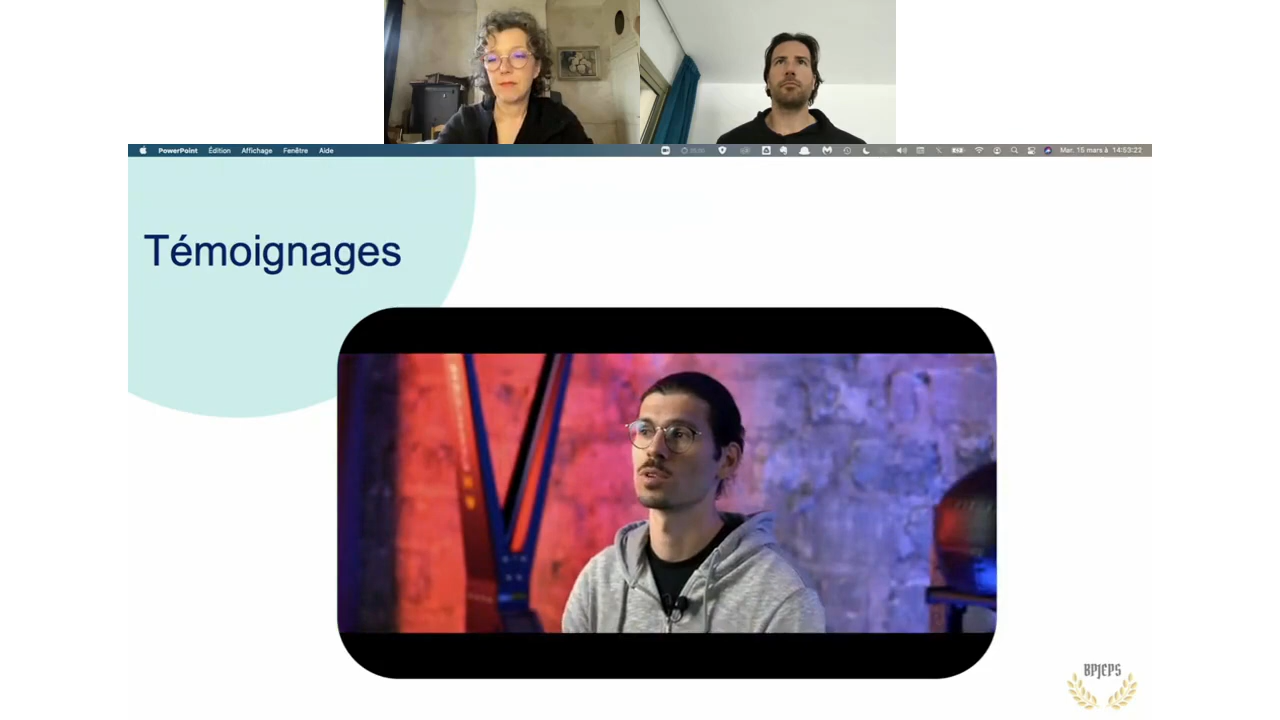 PowerPoint Édition Affichage Fenêtre Aide Mar. 15 mars à 14:53:22
Témoignages
BPJEPS